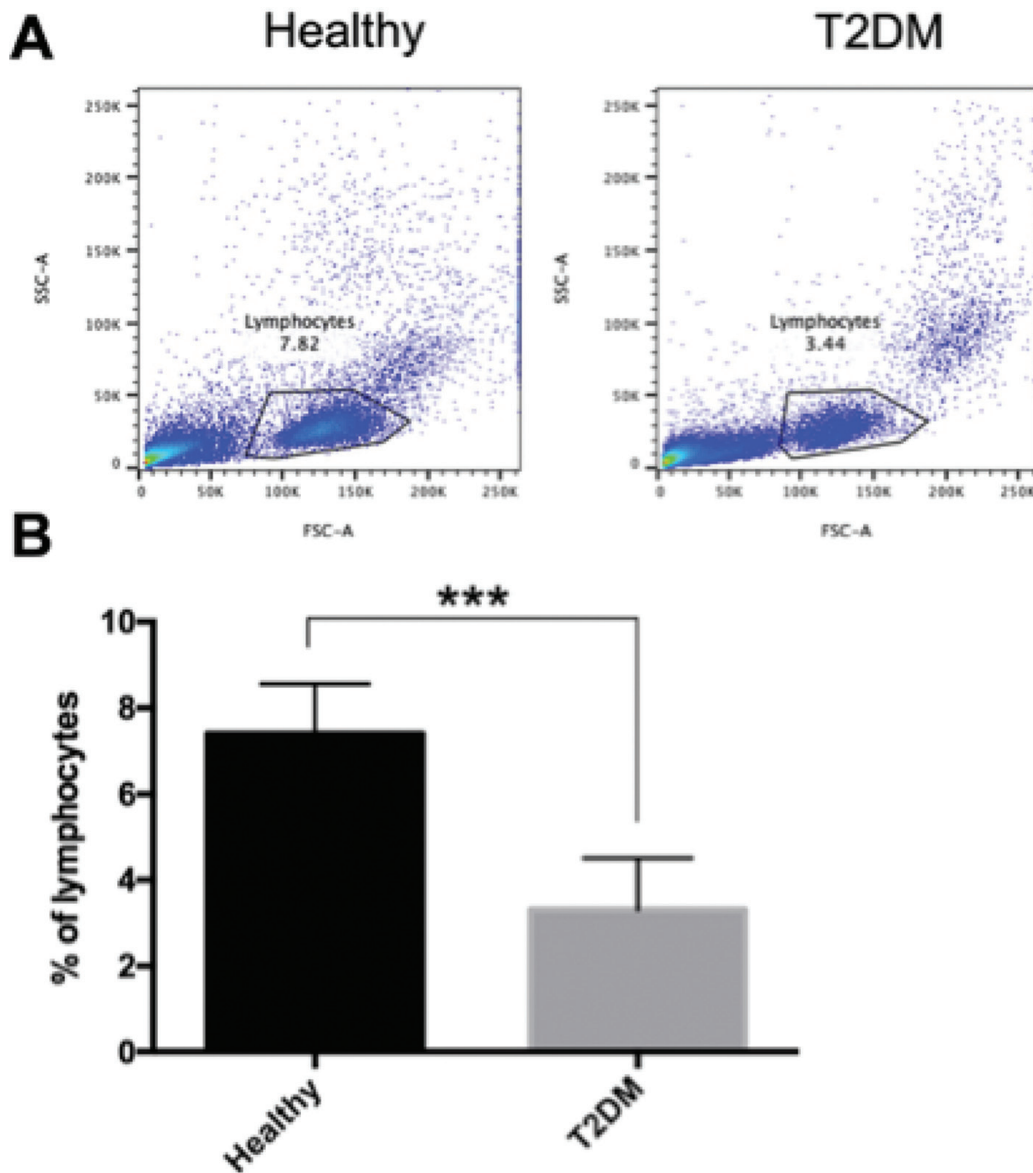 A
Healthy
T2DM
250K
200K
150K
100K
50K
0
SSC-A
Lymphocytes
7.82
0 50K 100K 150K 200K 250K
FSC-A
250K
200K
150K
100K
50K
0
SSC-A
Lymphocytes
3.44
0 50K 100K 150K 200K 250K
FSC-A
B
***
10
8
6
4
2
0
% of lymphocytes
Healthy
T2DM